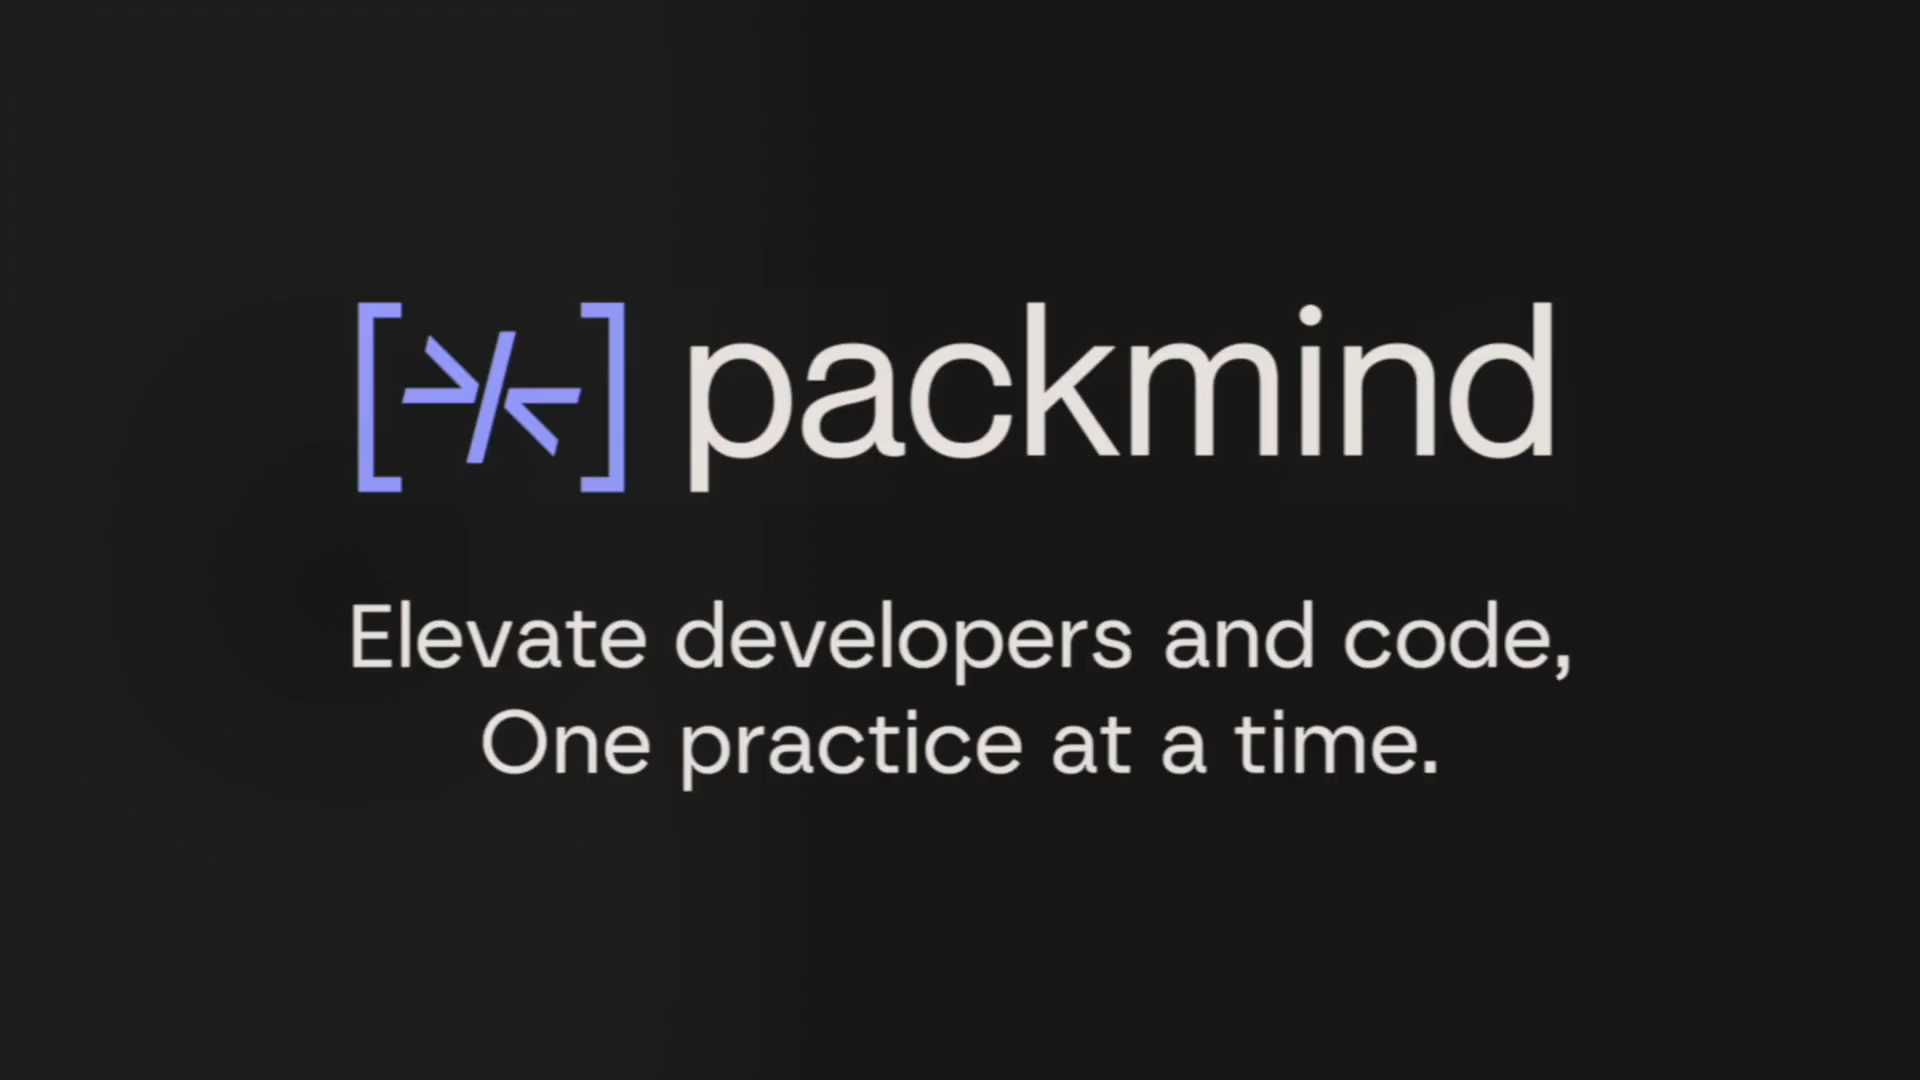 packmind
Elevate developers and code,
One practice at a time.